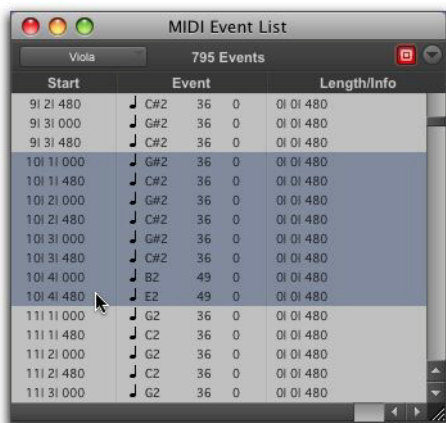 MIDI Event List
Viola 795 Events
Start Event Length/Info
9| 2| 480 C#2 36 0 0| 0| 480
9| 3| 000 G#2 36 0 0| 0| 480
9| 3| 480 C#2 36 0 0| 0| 480
10| 1| 000 G#2 36 0 0| 0| 480
10| 1| 480 C#2 36 0 0| 0| 480
10| 2| 000 G#2 36 0 0| 0| 480
10| 2| 480 C#2 36 0 0| 0| 480
10| 3| 000 G#2 36 0 0| 0| 480
10| 3| 480 C#2 36 0 0| 0| 480
10| 4| 000 B2 49 0 0| 0| 480
10| 4| 480 E2 49 0 0| 0| 480
11| 1| 000 G2 36 0 0| 0| 480
11| 1| 480 C2 36 0 0| 0| 480
11| 2| 000 G2 36 0 0| 0| 480
11| 2| 480 C2 36 0 0| 0| 480
11| 3| 000 G2 36 0 0| 0| 480